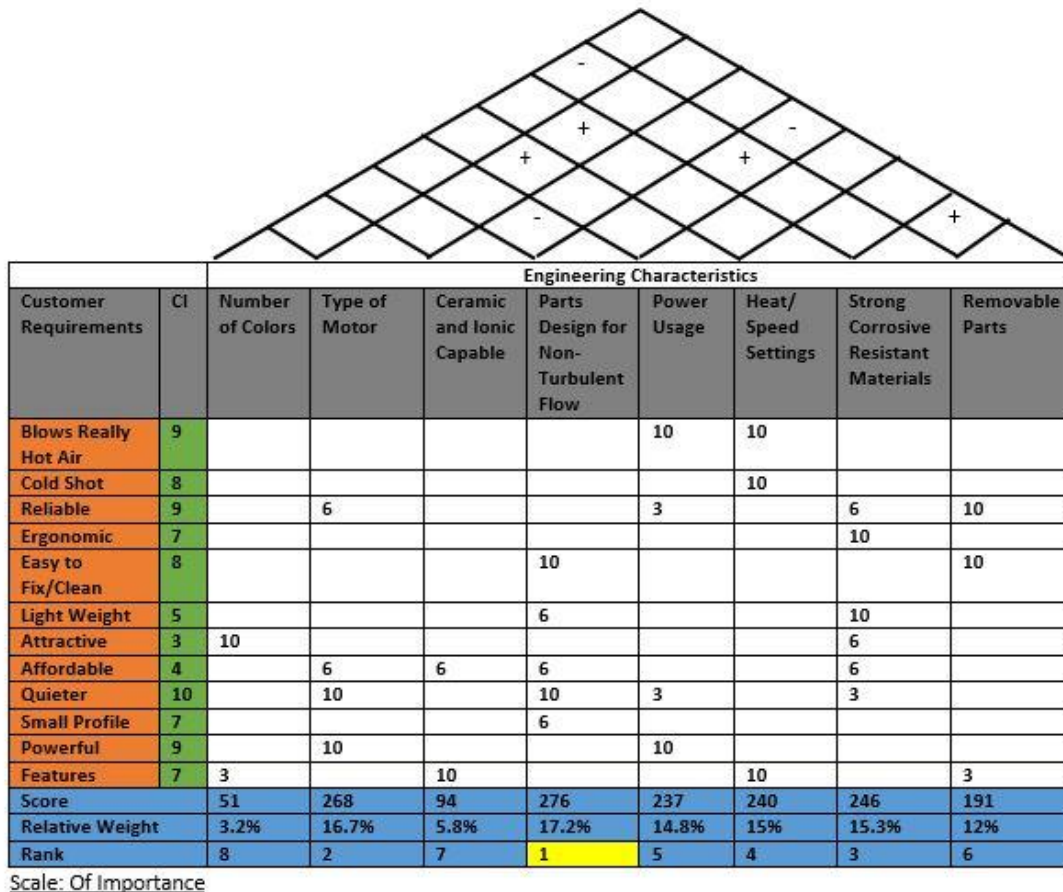 -
+ -
+ +
- +
Engineering Characteristics
Customer Requirements CI Number of Colors Type of Motor Ceramic and Ionic Capable Parts Design for Non-Turbulent Flow Power Usage Heat/ Speed Settings Strong Corrosive Resistant Materials Removable Parts
Blows Really Hot Air 9 10 10
Cold Shot 8 10
Reliable 9 6 3 6 10
Ergonomic 7 10
Easy to Fix/Clean 8 10 10
Light Weight 5 6 10
Attractive 3 10 6
Affordable 4 6 6 6 6
Quieter 10 10 10 3 3
Small Profile 7 6
Powerful 9 10 10
Features 7 3 10 10 3
Score 51 268 94 276 237 240 246 191
Relative Weight 3.2% 16.7% 5.8% 17.2% 14.8% 15% 15.3% 12%
Rank 8 2 7 1 5 4 3 6
Scale: Of Importance